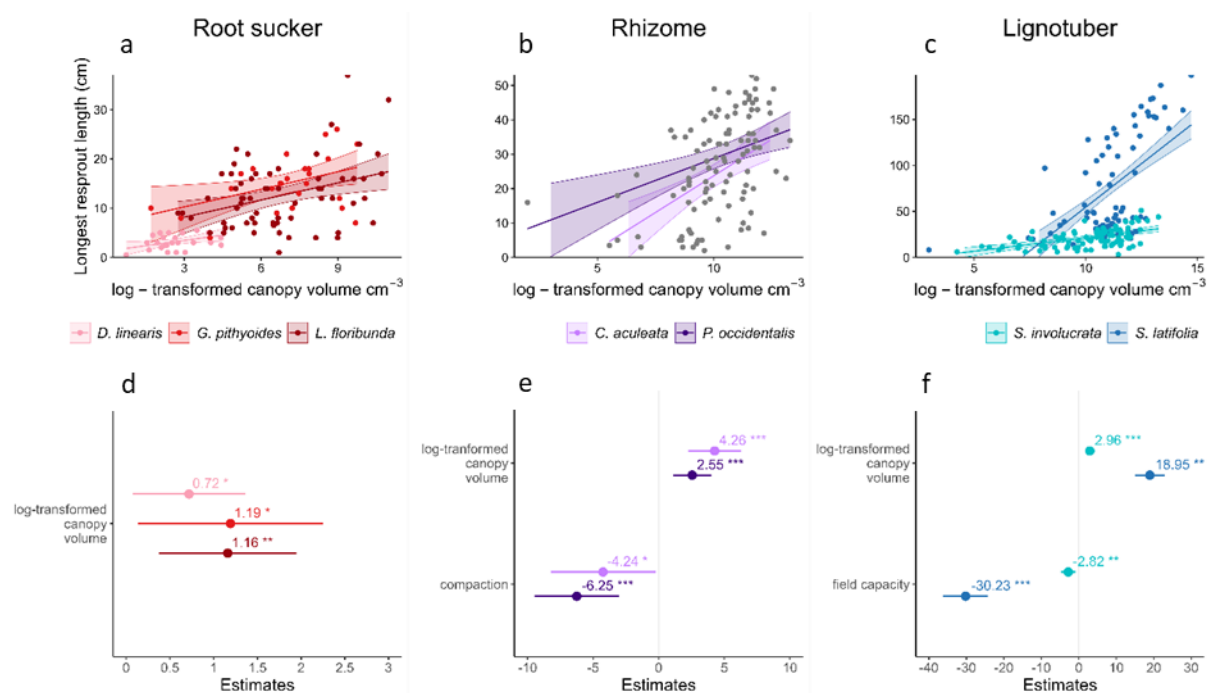 Root sucker
Rhizome
Lignotuber
a
b
c
Longest resprout length (cm)
30
20
10
0
3
6
9
log − transformed canopy volume cm⁻³
50
40
30
20
10
0
5
10
log − transformed canopy volume cm⁻³
150
100
50
0
5
10
15
log − transformed canopy volume cm⁻³
D. linearis G. pithyoides L. floribunda
C. aculeata P. occidentalis
S. involucrata S. latifolia
d
e
f
log-transformed
canopy
volume
0.72 *
1.19 *
1.16 **
0 0.5 1 1.5 2 2.5 3
Estimates
log-tranformed
canopy
volume
4.26 ***
2.55 ***
compaction
-4.24 *
-6.25 ***
-10 -5 0 5 10
Estimates
log-transformed
canopy
volume
2.96 ***
18.95 **
field capacity
-2.82 **
-30.23 ***
-40 -30 -20 -10 0 10 20 30
Estimates